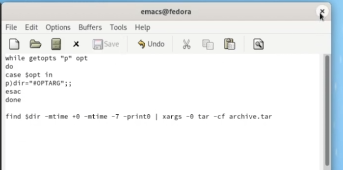 emacs@fedora
File Edit Options Buffers Tools Help
Save Undo
while getopts "p" opt
do
case $opt in
p)dir="#OPTARG";;
esac
done
find $dir -mtime +0 -mtime -7 -print0 | xargs -0 tar -cf archive.tar